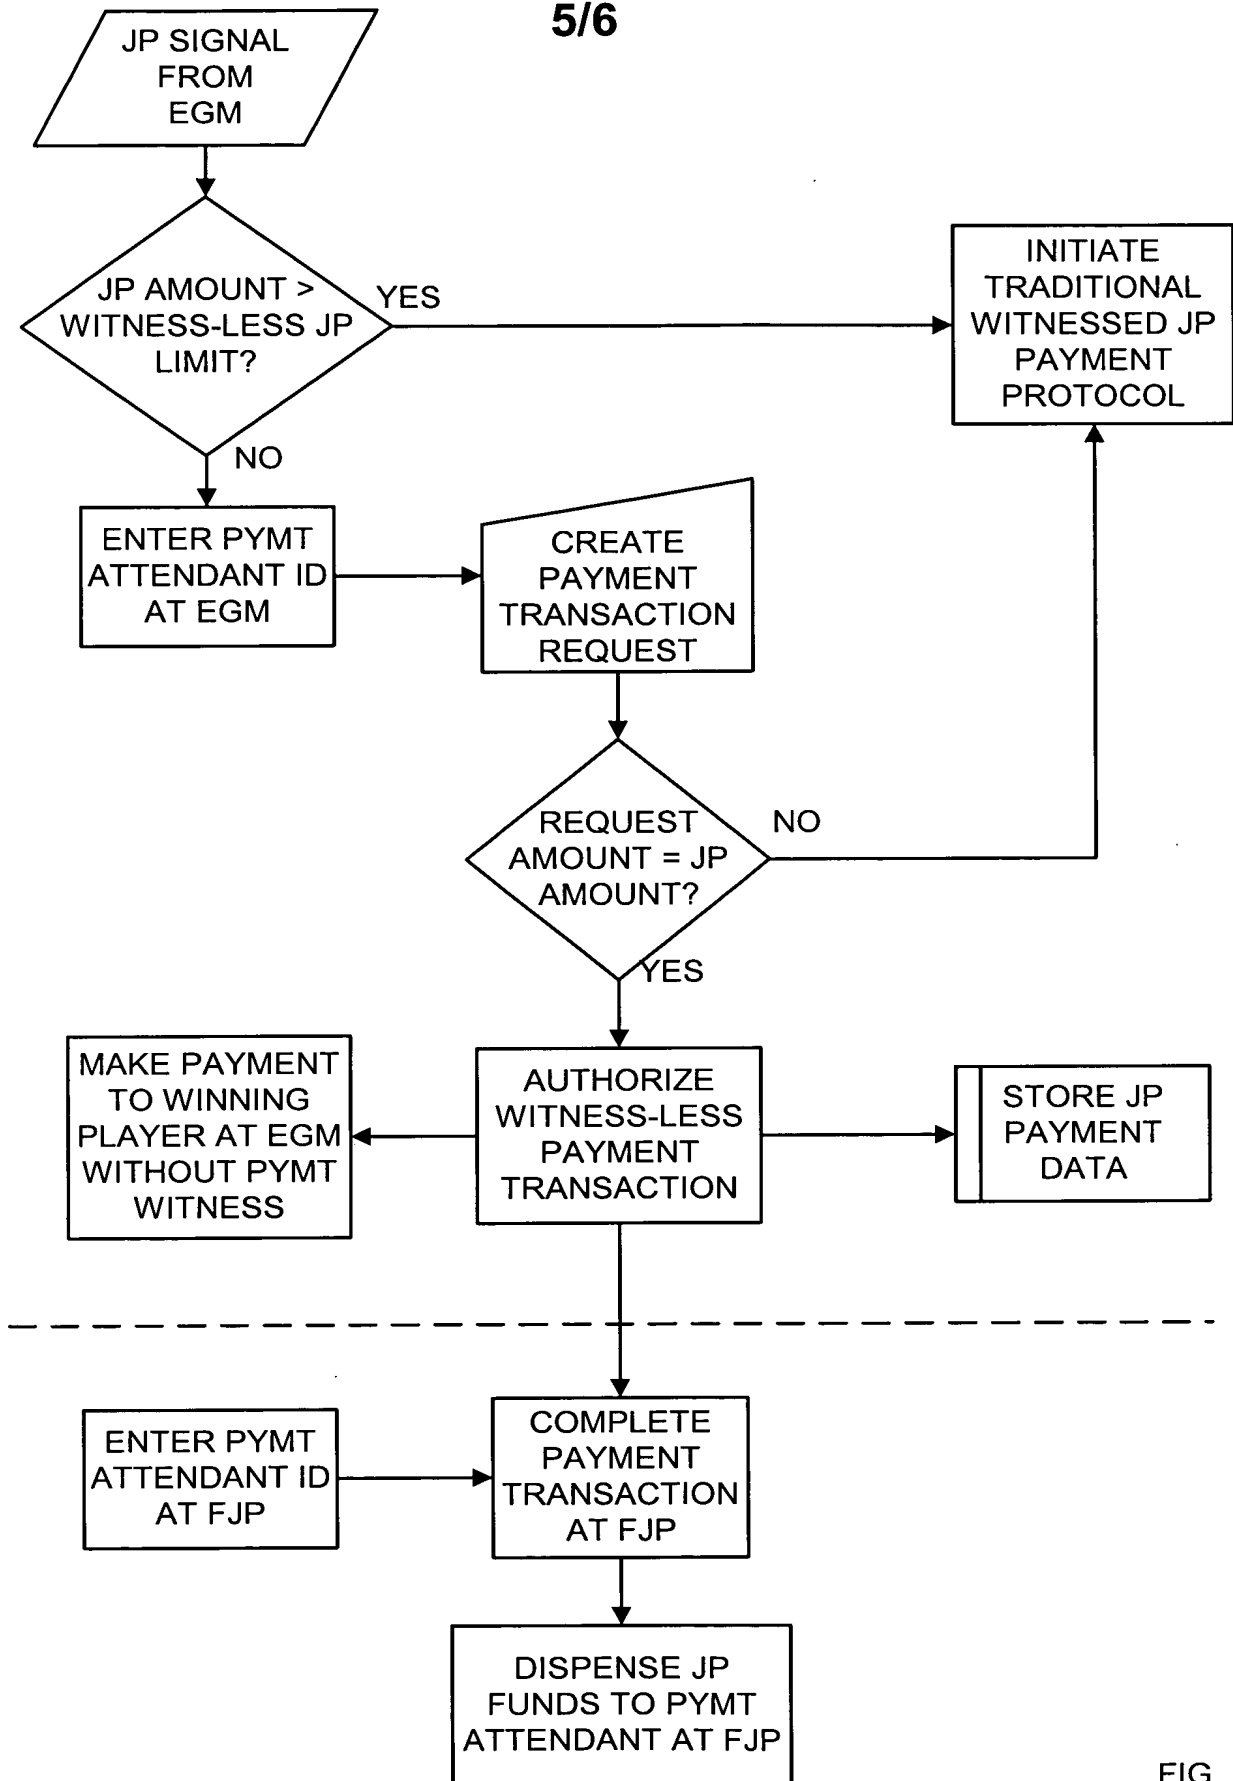 5/6
JP SIGNAL
FROM
EGM
JP AMOUNT >
WITNESS-LESS JP
LIMIT?
YES
INITIATE
TRADITIONAL
WITNESSED JP
PAYMENT
PROTOCOL
NO
ENTER PYMT
ATTENDANT ID
AT EGM
CREATE
PAYMENT
TRANSACTION
REQUEST
REQUEST
AMOUNT = JP
AMOUNT?
NO
YES
MAKE PAYMENT
TO WINNING
PLAYER AT EGM
WITHOUT PYMT
WITNESS
AUTHORIZE
WITNESS-LESS
PAYMENT
TRANSACTION
STORE JP
PAYMENT
DATA
ENTER PYMT
ATTENDANT ID
AT FJP
COMPLETE
PAYMENT
TRANSACTION
AT FJP
DISPENSE JP
FUNDS TO PYMT
ATTENDANT AT FJP
FIG